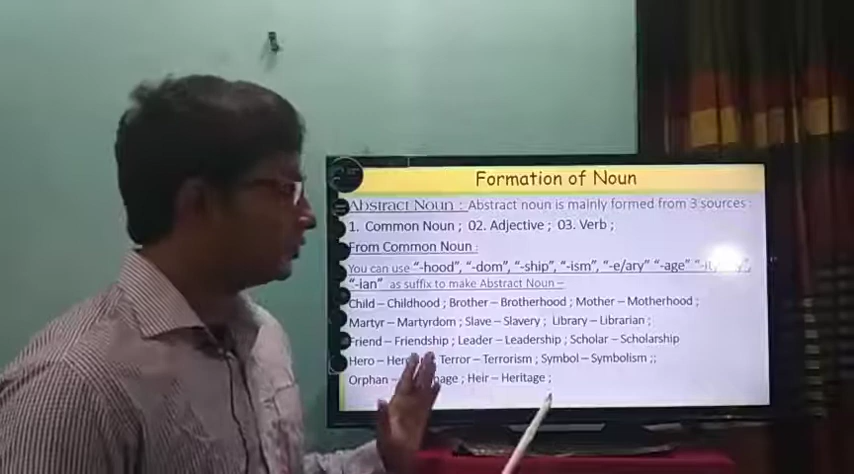 Formation of Noun
Abstract Noun : Abstract noun is mainly formed from 3 sources :
1. Common Noun ; 02. Adjective ; 03. Verb ;
From Common Noun :
You can use "-hood", "-dom", "-ship", "-ism", "-e/ary" "-age"
"-ian" as suffix to make Abstract Noun –
Child – Childhood ; Brother – Brotherhood ; Mother – Motherhood ;
Martyr – Martyrdom ; Slave – Slavery ; Library – Librarian ;
Friend – Friendship ; Leader – Leadership ; Scholar – Scholarship
Hero – Terror – Terrorism ; Symbol – Symbolism ;;
Orphan – Heir – Heritage ;